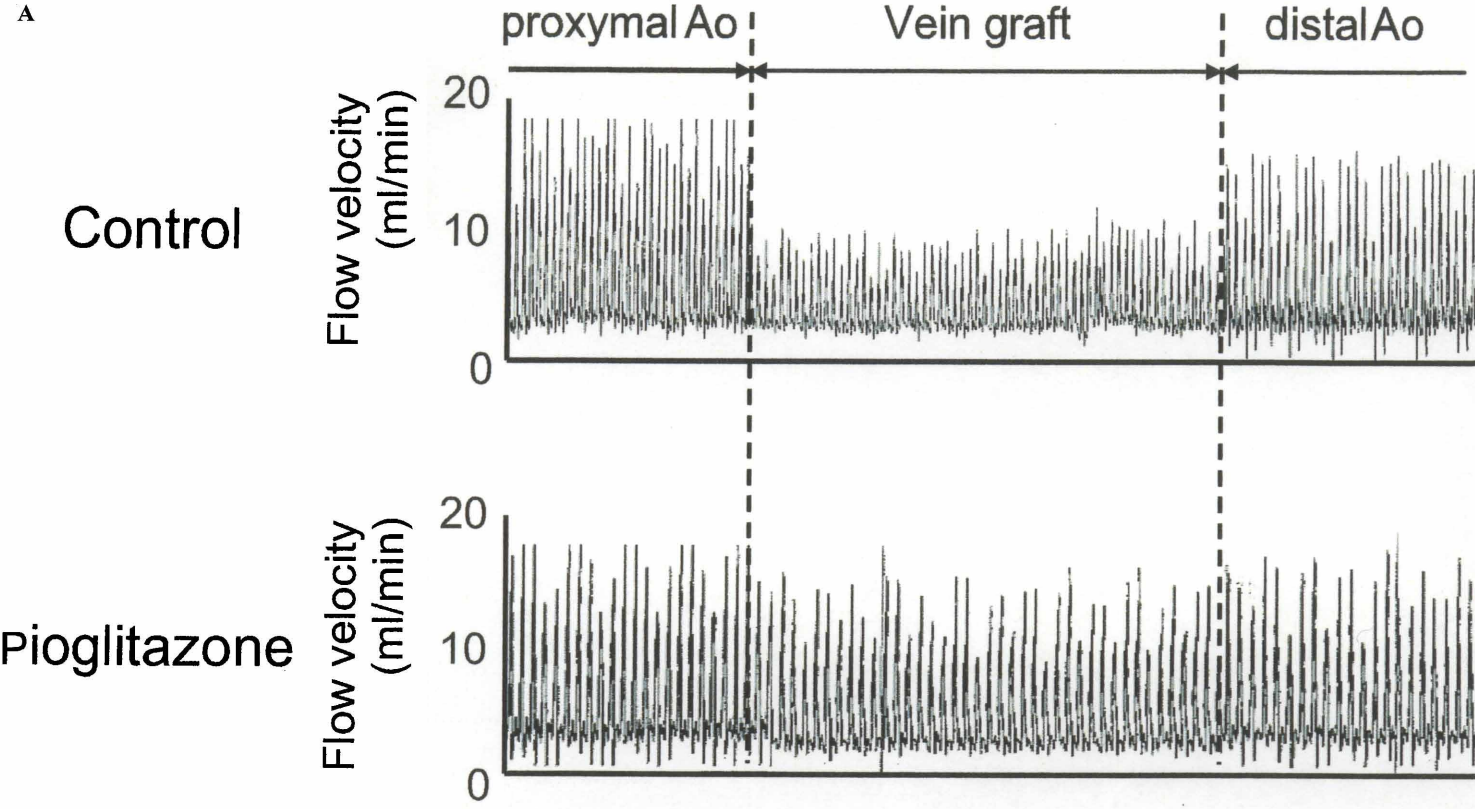 A
proxymal Ao
Vein graft
distal Ao
Control
Flow velocity
(ml/min)
20
10
0
Pioglitazone
Flow velocity
(ml/min)
20
10
0